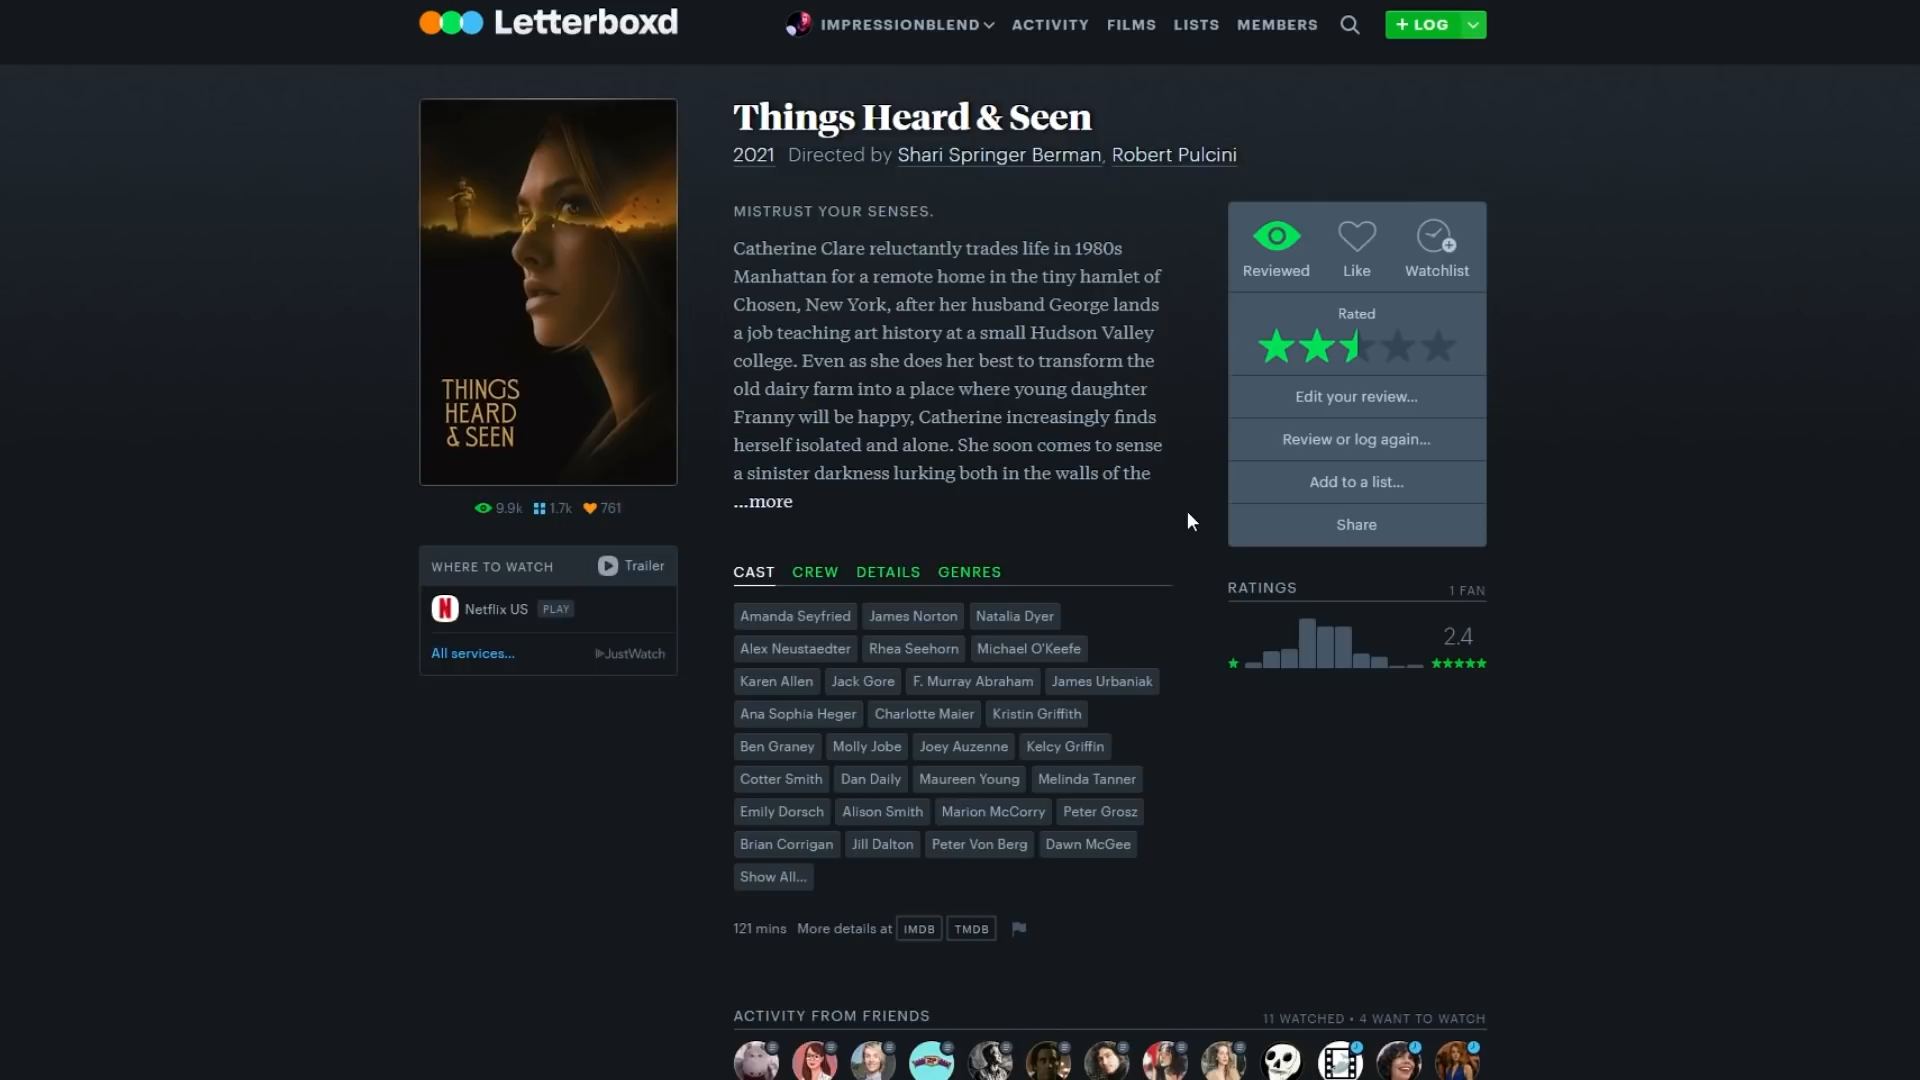 Letterboxd
IMPRESSIONBLEND ACTIVITY FILMS LISTS MEMBERS + LOG
Things Heard & Seen
2021 Directed by Shari Springer Berman, Robert Pulcini
MISTRUST YOUR SENSES.
Catherine Clare reluctantly trades life in 1980s
Manhattan for a remote home in the tiny hamlet of
Chosen, New York, after her husband George lands
a job teaching art history at a small Hudson Valley
college. Even as she does her best to transform the
old dairy farm into a place where young daughter
Franny will be happy, Catherine increasingly finds
herself isolated and alone. She soon comes to sense
a sinister darkness lurking both in the walls of the
...more
THINGS
HEARD
& SEEN
9.9k 1.7k 761
WHERE TO WATCH Trailer
Netflix US PLAY
All services... JustWatch
Reviewed Like Watchlist
Rated
Edit your review...
Review or log again...
Add to a list...
Share
RATINGS 1 FAN
2.4
CAST CREW DETAILS GENRES
Amanda Seyfried James Norton Natalia Dyer
Alex Neustaedter Rhea Seehorn Michael O'Keefe
Karen Allen Jack Gore F. Murray Abraham James Urbaniak
Ana Sophia Heger Charlotte Maier Kristin Griffith
Ben Graney Molly Jobe Joey Auzenne Kelcy Griffin
Cotter Smith Dan Daily Maureen Young Melinda Tanner
Emily Dorsch Alison Smith Marion McCorry Peter Grosz
Brian Corrigan Jill Dalton Peter Von Berg Dawn McGee
Show All...
121 mins More details at IMDB TMDB
ACTIVITY FROM FRIENDS 11 WATCHED • 4 WANT TO WATCH